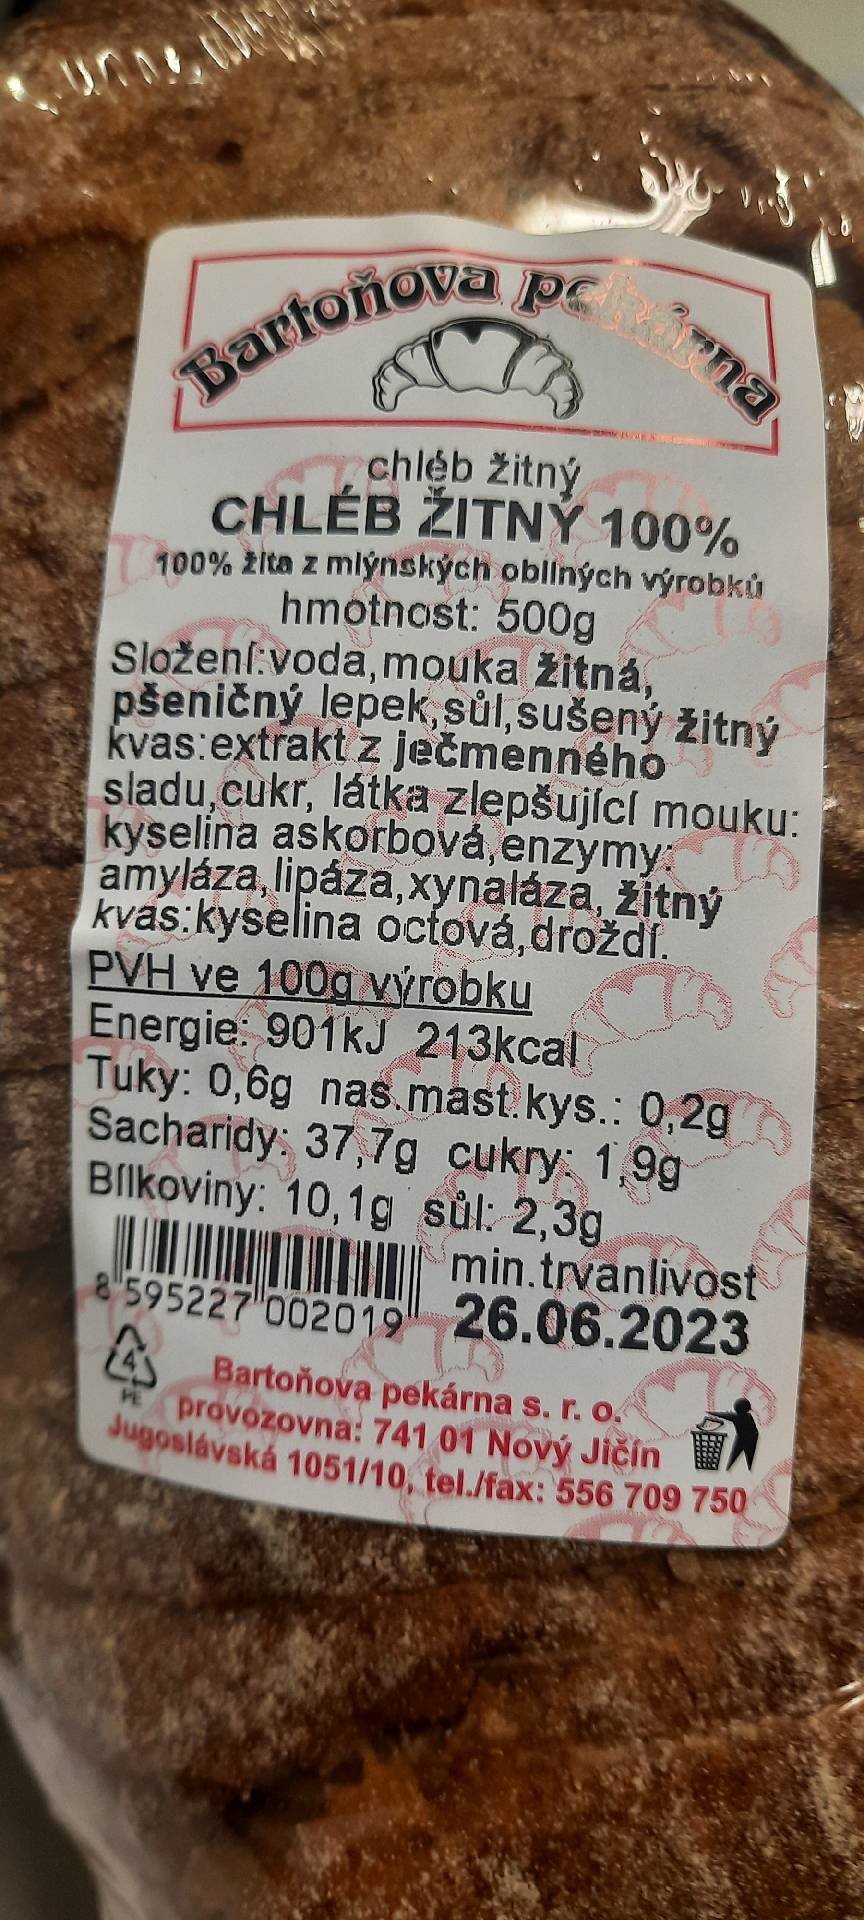 Bartoňova pekárna
chléb žitný
CHLÉB ŽITNÝ 100%
100% žita z mlýnských obilných výrobků
hmotnost: 500g
Složení:voda,mouka žitná,
pšeničný lepek,sůl,sušený žitný
kvas:extrakt z ječmenného
sladu,cukr, látka zlepšující mouku:
kyselina askorbová,enzymy:
amyláza,lipáza,xynaláza, žitný
kvas:kyselina octová,droždí.
PVH ve 100g výrobku
Energie: 901kJ 213kcal
Tuky: 0,6g nas.mast.kys.: 0,2g
Sacharidy: 37,7g cukry: 1,9g
Bílkoviny: 10,1g sůl: 2,3g
min.trvanlivost
8 595227 002019 26.06.2023
4
PE
Bartoňova pekárna s. r. o.
provozovna: 741 01 Nový Jičín
Jugoslávská 1051/10, tel./fax: 556 709 750